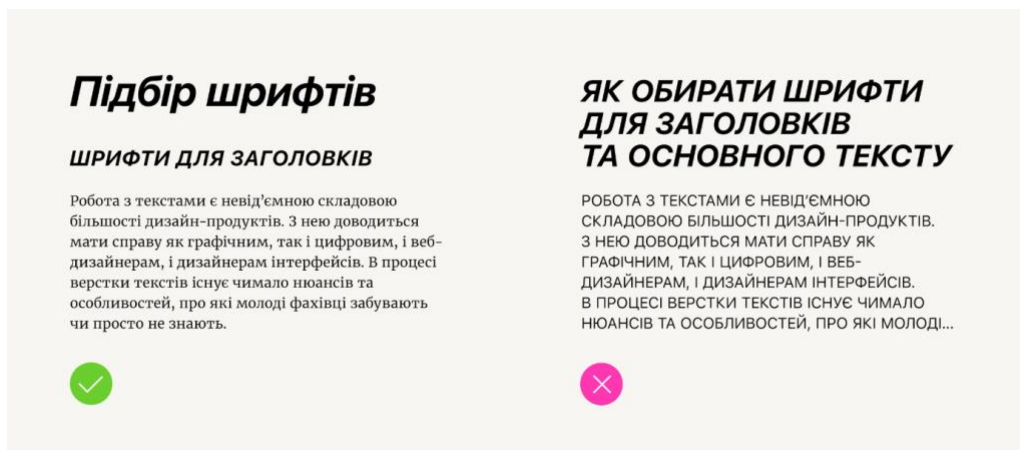 Підбір шрифтів
ШРИФТИ ДЛЯ ЗАГОЛОВКІВ
Робота з текстами є невід’ємною складовою
більшості дизайн-продуктів. З нею доводиться
мати справу як графічним, так і цифровим, і веб-
дизайнерам, і дизайнерам інтерфейсів. В процесі
верстки текстів існує чимало нюансів та
особливостей, про які молоді фахівці забувають
чи просто не знають.
ЯК ОБИРАТИ ШРИФТИ
ДЛЯ ЗАГОЛОВКІВ
ТА ОСНОВНОГО ТЕКСТУ
РОБОТА З ТЕКСТАМИ Є НЕВІД’ЄМНОЮ
СКЛАДОВОЮ БІЛЬШОСТІ ДИЗАЙН-ПРОДУКТІВ.
З НЕЮ ДОВОДИТЬСЯ МАТИ СПРАВУ ЯК
ГРАФІЧНИМ, ТАК І ЦИФРОВИМ, І ВЕБ-
ДИЗАЙНЕРАМ, І ДИЗАЙНЕРАМ ІНТЕРФЕЙСІВ.
В ПРОЦЕСІ ВЕРСТКИ ТЕКСТІВ ІСНУЄ ЧИМАЛО
НЮАНСІВ ТА ОСОБЛИВОСТЕЙ, ПРО ЯКІ МОЛОДІ...